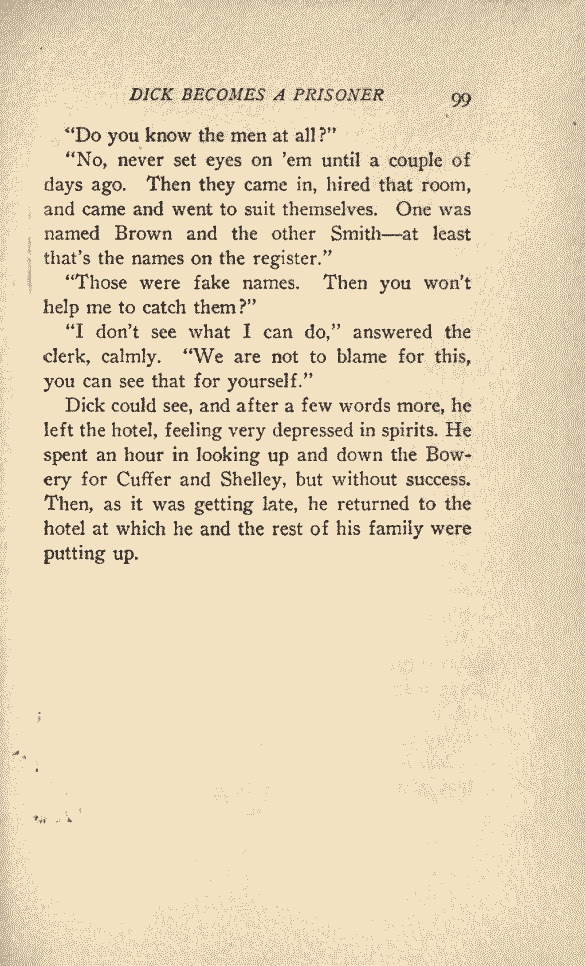 DICK BECOMES A PRISONER 99
“Do you know the men at all?”
“No, never set eyes on ’em until a couple of
days ago. Then they came in, hired that room,
and came and went to suit themselves. One was
named Brown and the other Smith—at least
that’s the names on the register.”
“Those were fake names. Then you won’t
help me to catch them?”
“I don’t see what I can do,” answered the
clerk, calmly. “We are not to blame for this,
you can see that for yourself.”
Dick could see, and after a few words more, he
left the hotel, feeling very depressed in spirits. He
spent an hour in looking up and down the Bow-
ery for Cuffer and Shelley, but without success.
Then, as it was getting late, he returned to the
hotel at which he and the rest of his family were
putting up.